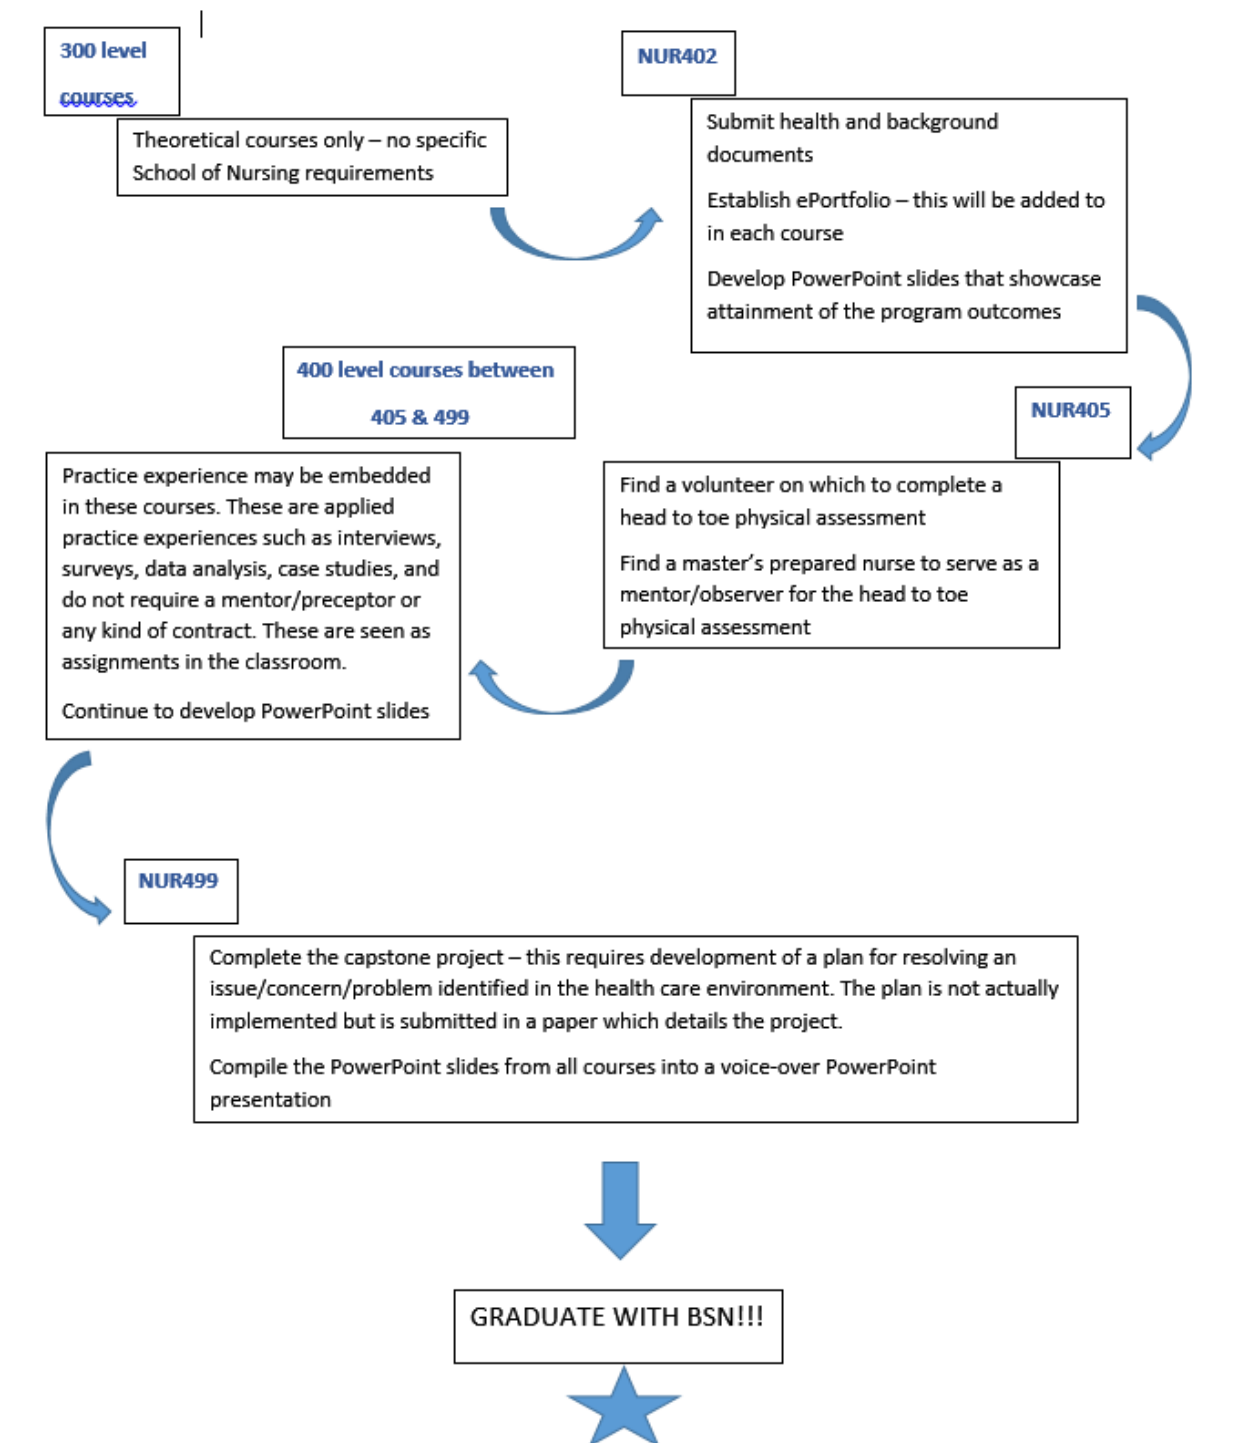 300 level
courses
Theoretical courses only – no specific
School of Nursing requirements
NUR402
Submit health and background
documents
Establish ePortfolio – this will be added to
in each course
Develop PowerPoint slides that showcase
attainment of the program outcomes
NUR405
Find a volunteer on which to complete a
head to toe physical assessment
Find a master’s prepared nurse to serve as a
mentor/observer for the head to toe
physical assessment
400 level courses between
405 & 499
Practice experience may be embedded
in these courses. These are applied
practice experiences such as interviews,
surveys, data analysis, case studies, and
do not require a mentor/preceptor or
any kind of contract. These are seen as
assignments in the classroom.
Continue to develop PowerPoint slides
NUR499
Complete the capstone project – this requires development of a plan for resolving an
issue/concern/problem identified in the health care environment. The plan is not actually
implemented but is submitted in a paper which details the project.
Compile the PowerPoint slides from all courses into a voice-over PowerPoint
presentation
GRADUATE WITH BSN!!!